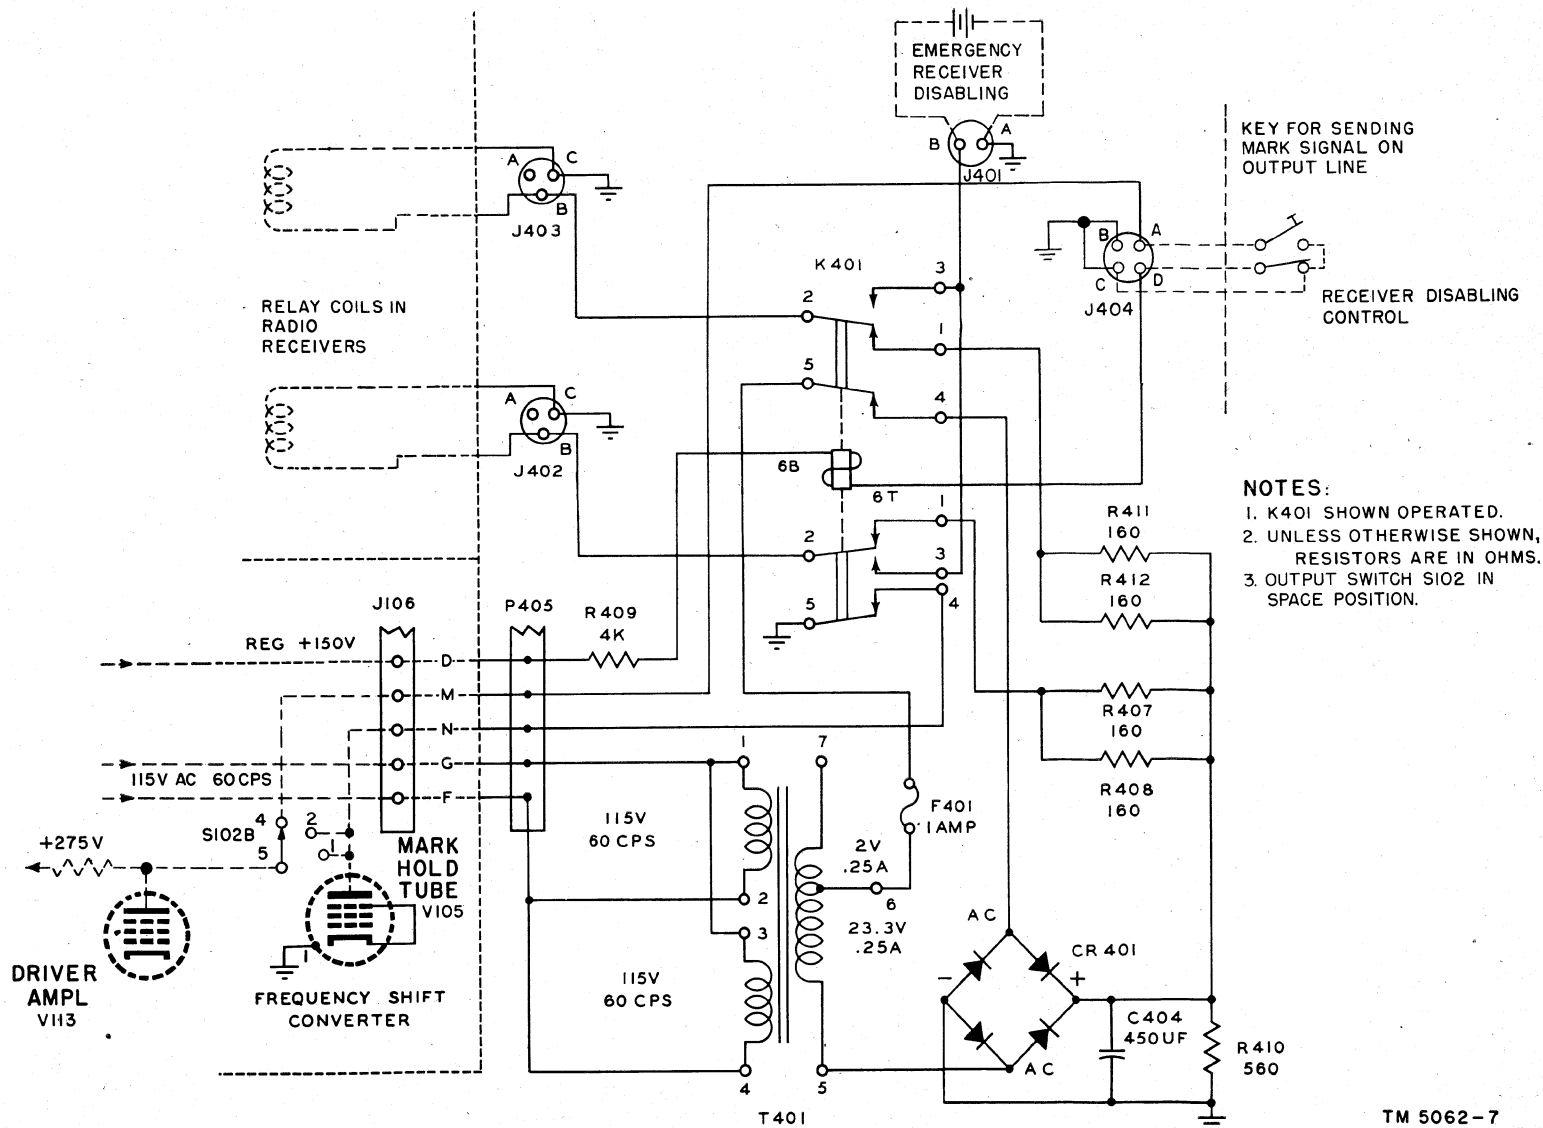 EMERGENCY
RECEIVER
DISABLING
B
A
J401
KEY FOR SENDING
MARK SIGNAL ON
OUTPUT LINE
A
C
B
J403
B
A
C
D
J404
RECEIVER DISABLING
CONTROL
K401
3
2
1
5
4
RELAY COILS IN
RADIO
RECEIVERS
A
C
B
J402
6B
6T
1
2
3
4
5
NOTES:
1. K401 SHOWN OPERATED.
2. UNLESS OTHERWISE SHOWN,
RESISTORS ARE IN OHMS.
3. OUTPUT SWITCH S102 IN
SPACE POSITION.
R411
160
R412
160
R407
160
R408
160
J106
P405
R409
4K
REG +150V
D
M
N
G
F
115V AC 60CPS
4
S102B
5
2
1
+275V
MARK
HOLD
TUBE
V105
1
DRIVER
AMPL
V113
FREQUENCY SHIFT
CONVERTER
1
7
115V
60 CPS
2
3
115V
60 CPS
4
5
T401
2V
.25A
6
23.3V
.25A
F401
1AMP
AC
CR 401
-
+
AC
C404
450UF
R410
560
TM 5062-7